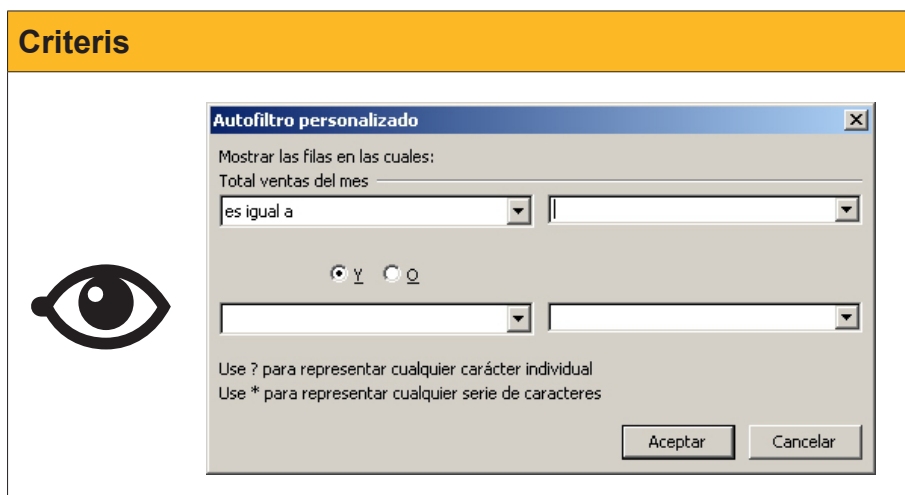 Criteris
Autofiltro personalizado
Mostrar las filas en las cuales:
Total ventas del mes
es igual a
Y O
Use ? para representar cualquier carácter individual
Use * para representar cualquier serie de caracteres
Aceptar Cancelar